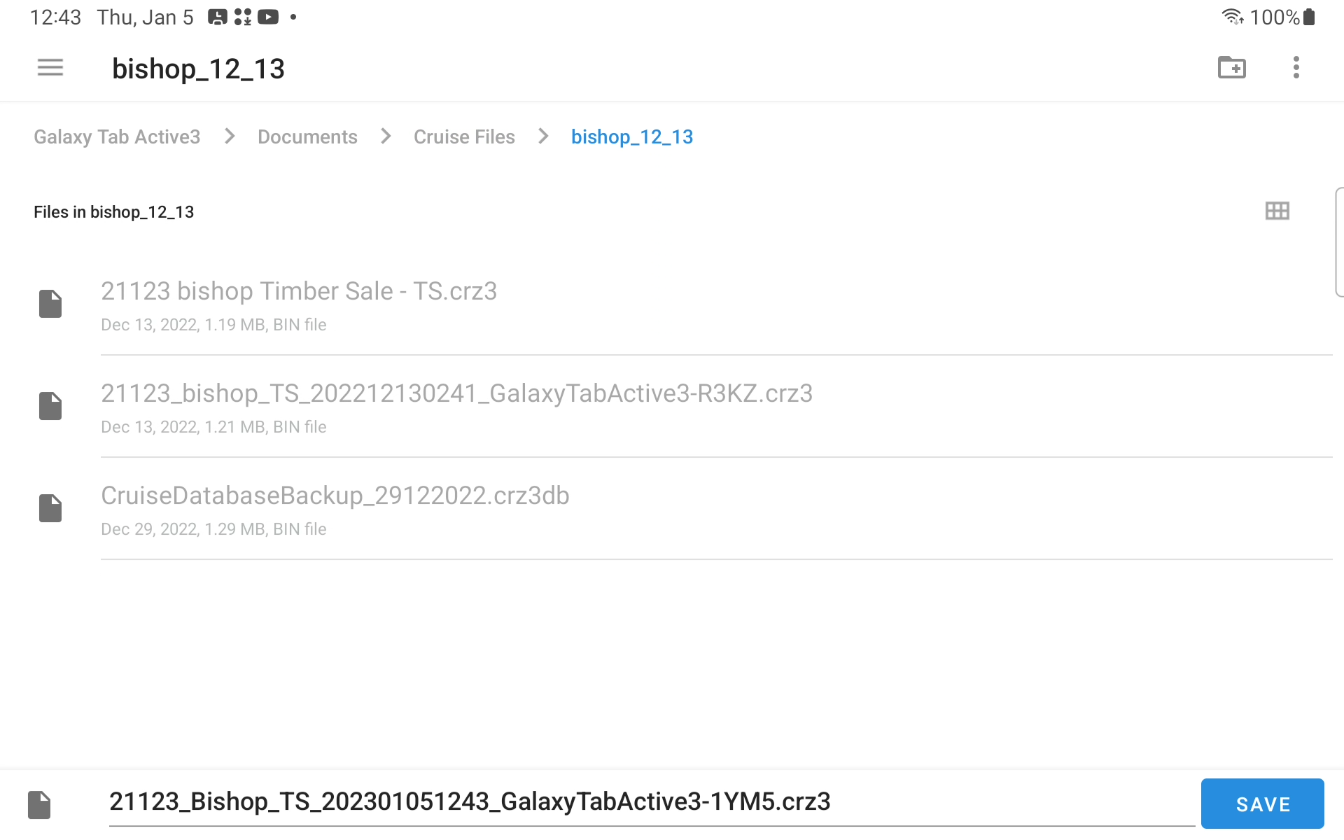 12:43 Thu, Jan 5 100%
bishop_12_13
Galaxy Tab Active3 Documents Cruise Files bishop_12_13
Files in bishop_12_13
21123 bishop Timber Sale - TS.crz3
Dec 13, 2022, 1.19 MB, BIN file
21123_bishop_TS_202212130241_GalaxyTabActive3-R3KZ.crz3
Dec 13, 2022, 1.21 MB, BIN file
CruiseDatabaseBackup_29122022.crz3db
Dec 29, 2022, 1.29 MB, BIN file
21123_Bishop_TS_202301051243_GalaxyTabActive3-1YM5.crz3
SAVE